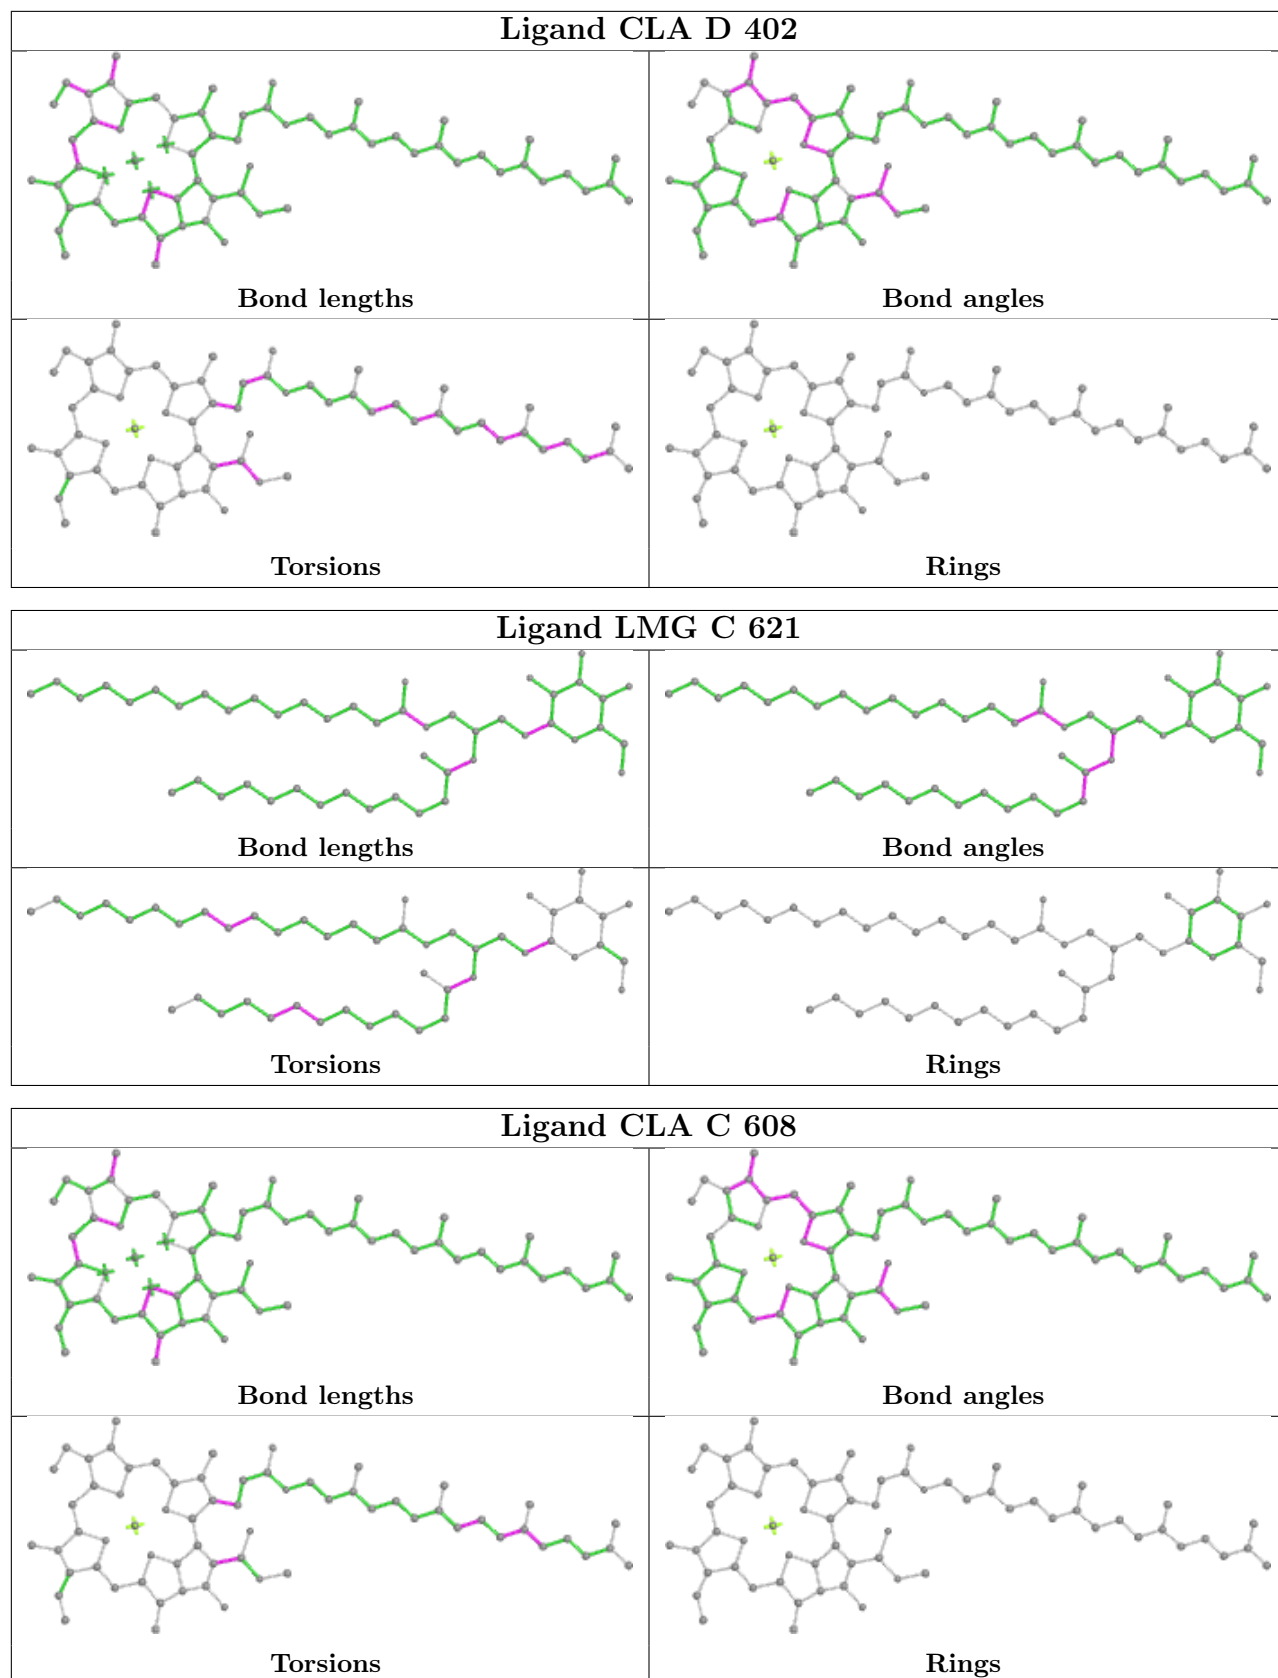 Ligand CLA D 402
Bond lengths
Bond angles
Torsions
Rings
Ligand LMG C 621
Bond lengths
Bond angles
Torsions
Rings
Ligand CLA C 608
Bond lengths
Bond angles
Torsions
Rings